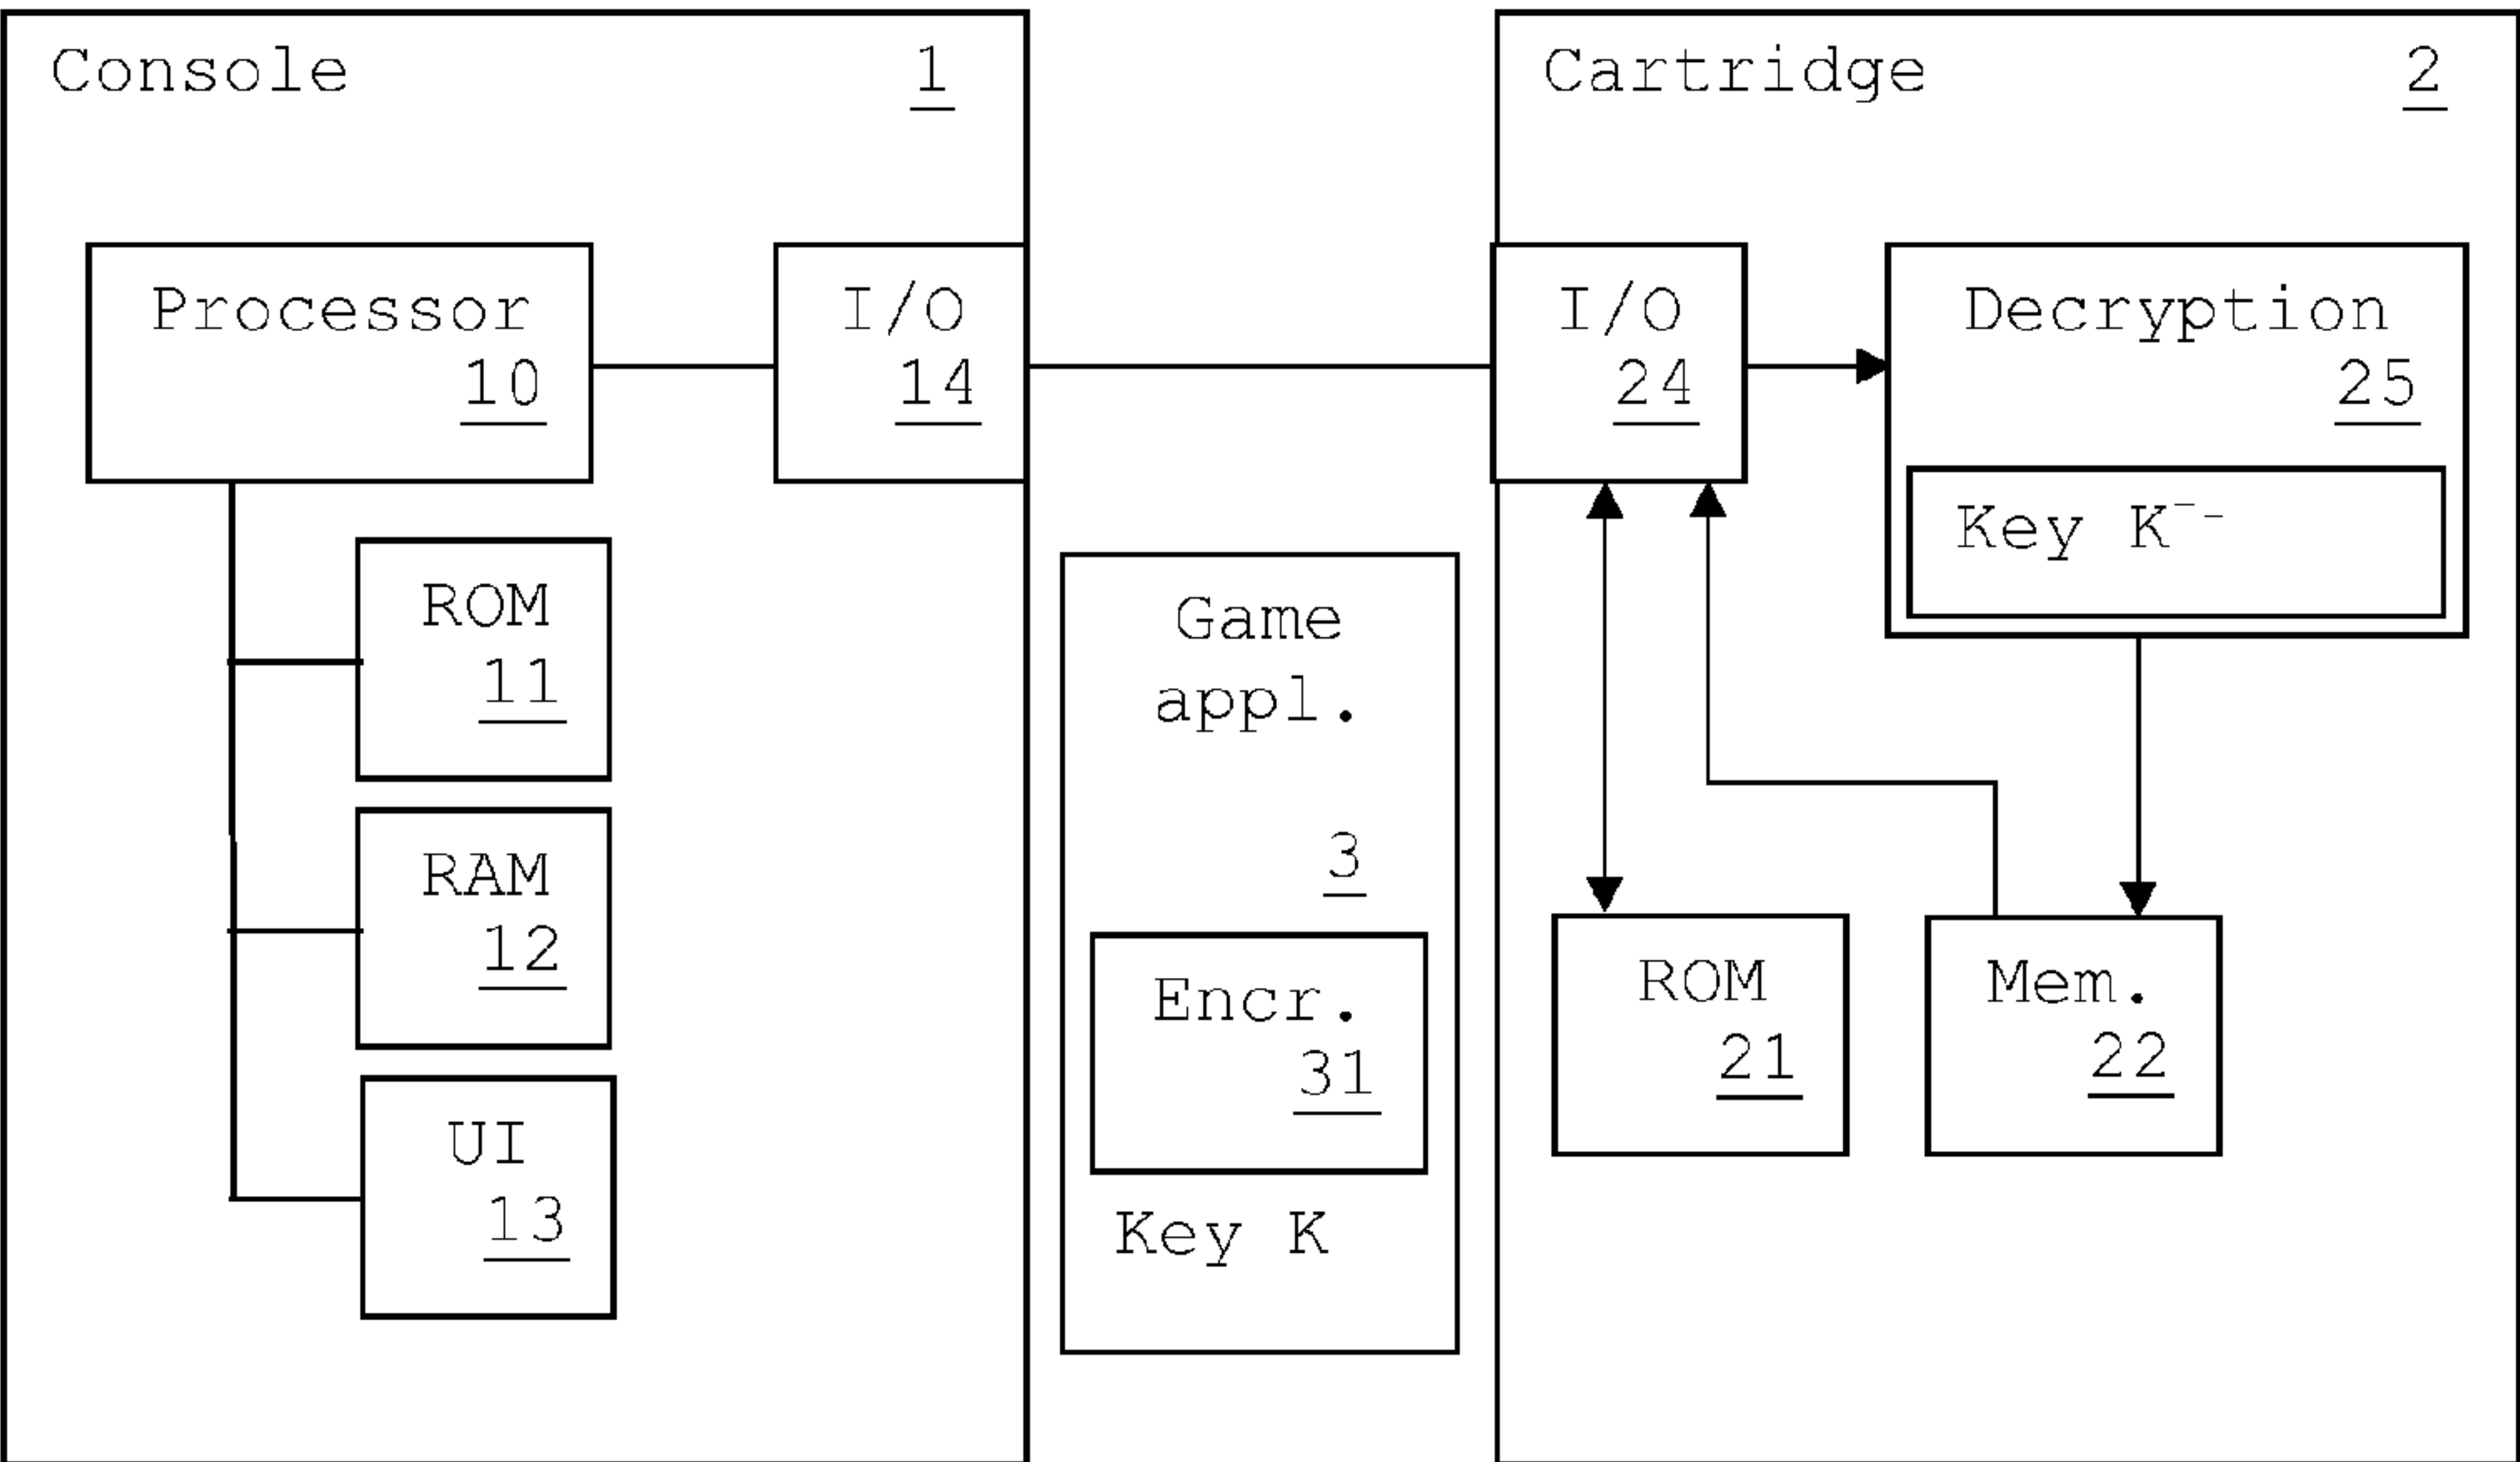 Console 1
Processor
10
I/O
14
ROM
11
RAM
12
UI
13
Game
appl.
3
Encr.
31
Key K
Cartridge 2
I/O
24
Decryption
25
Key K⁻⁻
ROM
21
Mem.
22